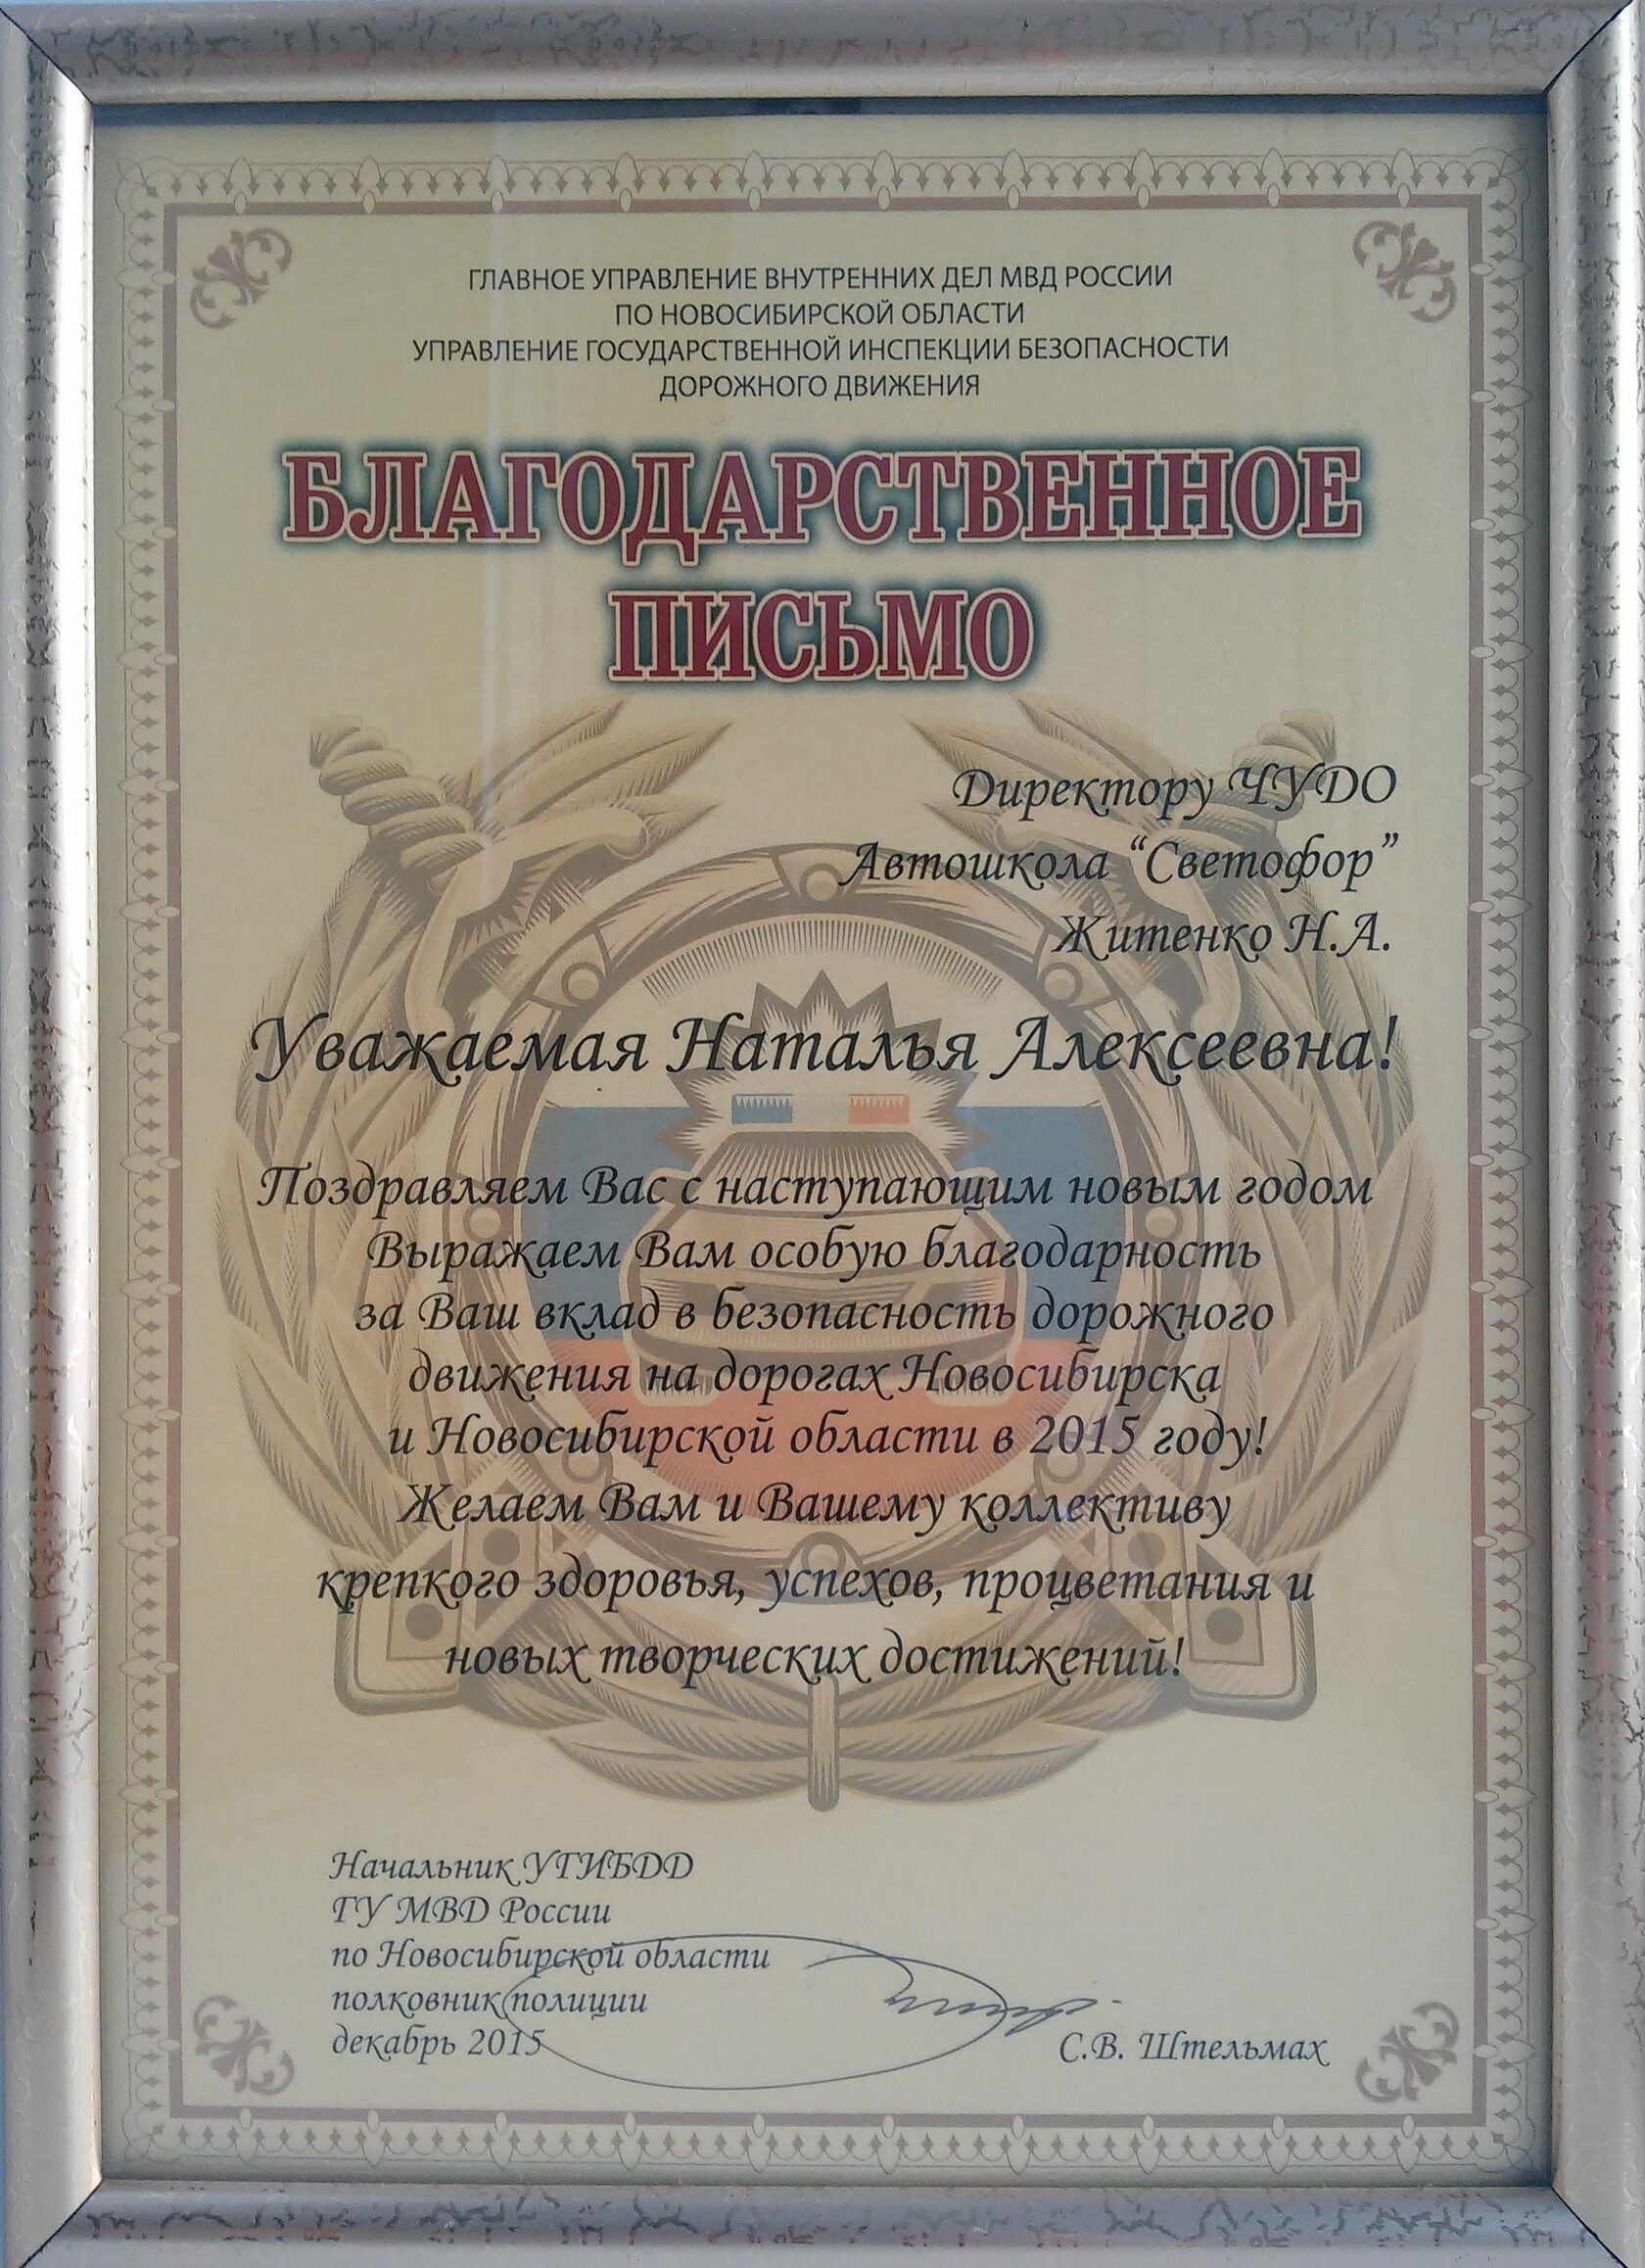 ГЛАВНОЕ УПРАВЛЕНИЕ ВНУТРЕННИХ ДЕЛ МВД РОССИИ
ПО НОВОСИБИРСКОЙ ОБЛАСТИ
УПРАВЛЕНИЕ ГОСУДАРСТВЕННОЙ ИНСПЕКЦИИ БЕЗОПАСНОСТИ
ДОРОЖНОГО ДВИЖЕНИЯ
БЛАГОДАРСТВЕННОЕ
ПИСЬМО
Директору ЧУДО
Автошкола “Светофор”
Житенко Н.А.
Уважаемая Наталья Алексеевна!
Поздравляем Вас с наступающим новым годом
Выражаем Вам особую благодарность
за Ваш вклад в безопасность дорожного
движения на дорогах Новосибирска
и Новосибирской области в 2015 году!
Желаем Вам и Вашему коллективу
крепкого здоровья, успехов, процветания и
новых творческих достижений!
Начальник УГИБДД
ГУ МВД России
по Новосибирской области
полковник полиции
декабрь 2015
С.В. Штельмах